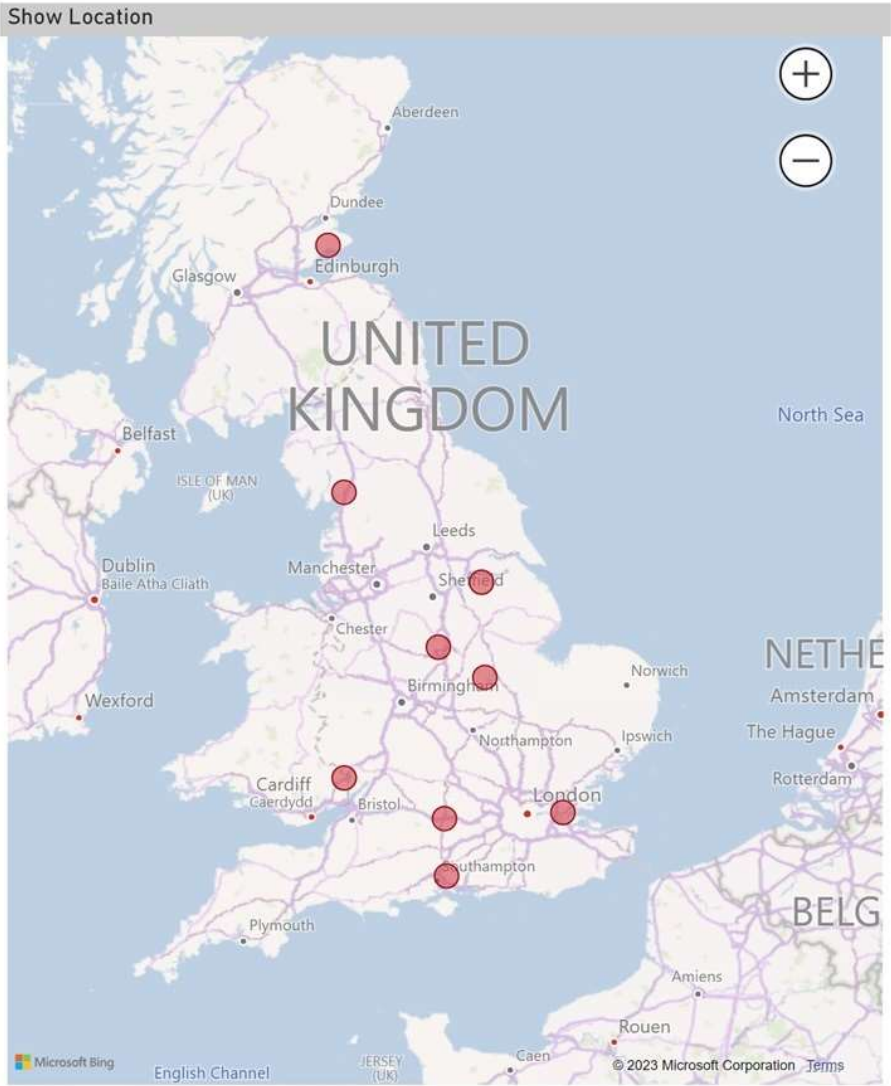 Show Location
Aberdeen
Dundee
Edinburgh
Glasgow
UNITED
KINGDOM
North Sea
Belfast
ISLE OF MAN
(UK)
Leeds
Dublin
Baile Atha Cliath
Manchester
Sheffield
Chester
NETHE
Norwich
Birmingham
Amsterdam
Wexford
The Hague
Northampton
Ipswich
Rotterdam
Cardiff
Caerdydd
Bristol
London
Southampton
BELG
Plymouth
Amiens
Rouen
Caen
JERSEY
(UK)
English Channel
Microsoft Bing
© 2023 Microsoft Corporation Terms